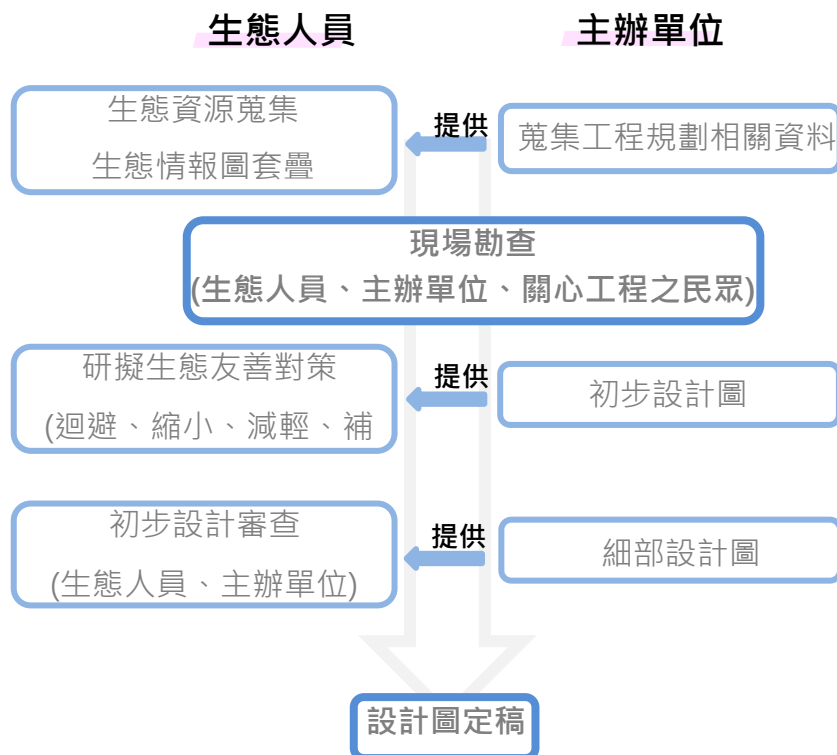 生態人員
主辦單位
生態資源蒐集
生態情報圖套疊
提供
蒐集工程規劃相關資料
現場勘查
(生態人員、主辦單位、關心工程之民眾)
研擬生態友善對策
(迴避、縮小、減輕、補
提供
初步設計圖
初步設計審查
(生態人員、主辦單位)
提供
細部設計圖
設計圖定稿